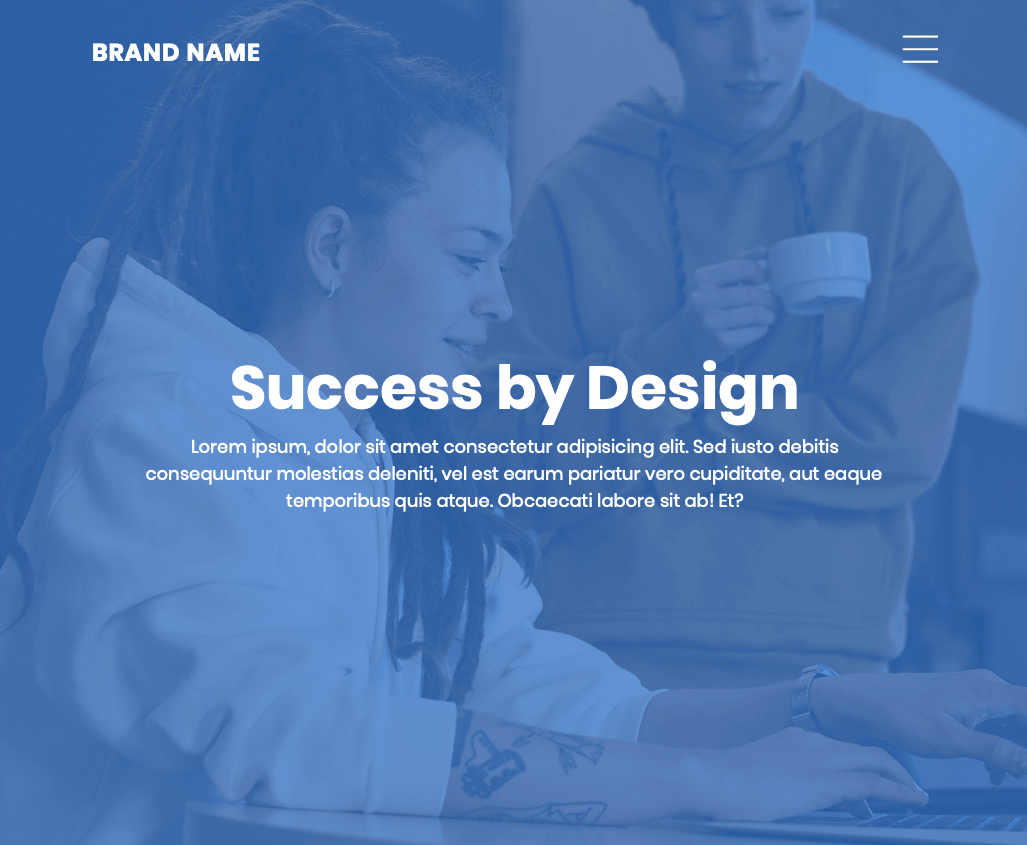 BRAND NAME
Success by Design
Lorem ipsum, dolor sit amet consectetur adipisicing elit. Sed iusto debitis
consequuntur molestias deleniti, vel est earum pariatur vero cupiditate, aut eaque
temporibus quis atque. Obcaecati labore sit ab! Et?